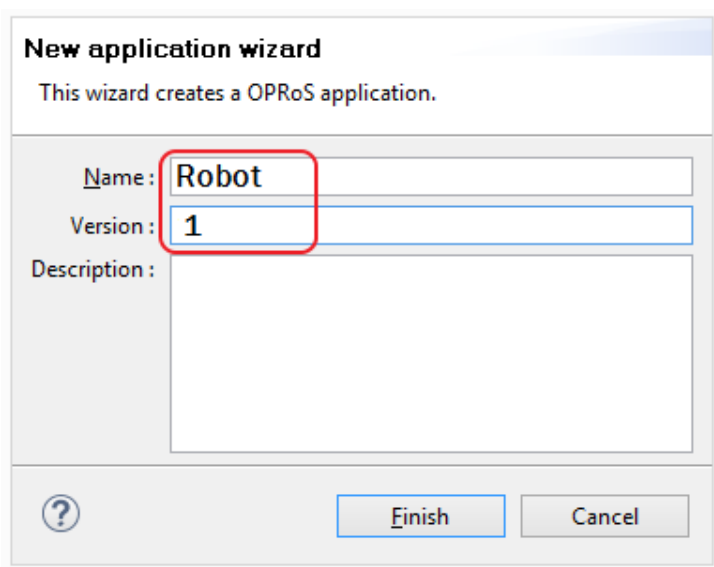 New application wizard
This wizard creates a OPRoS application.
Name: Robot
Version: 1
Description:
?
Finish Cancel